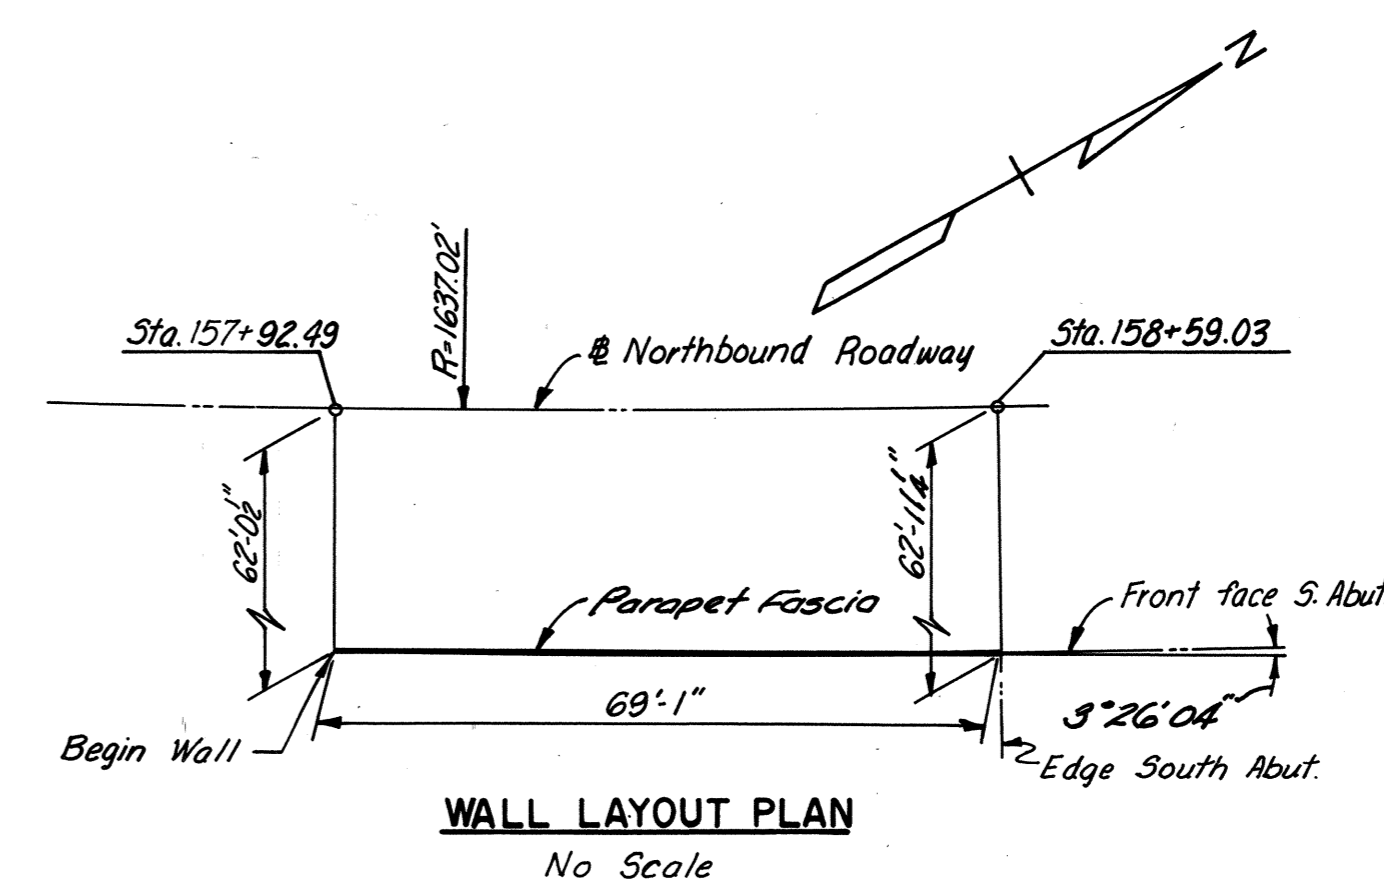 N
R=1637.02'
Sta. 157+92.49
Sta. 158+59.03
℄ Northbound Roadway
62'-0½"
62'-11¼"
Parapet Fascia
Front face S. Abut
69'-1"
3°26'04"
Begin Wall
Edge South Abut.
WALL LAYOUT PLAN
No Scale